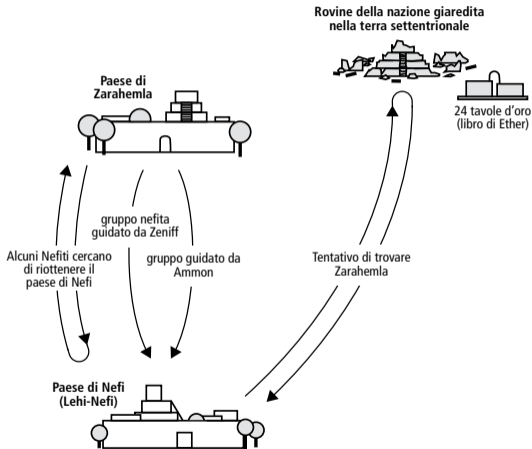 Rovine della nazione giaredita
nella terra settentrionale
Paese di
Zarahemla
24 tavole d'oro
(libro di Ether)
gruppo nefita
guidato da Zeniff
Alcuni Nefiti cercano
di riottenere il
paese di Nefi
gruppo guidato da
Ammon
Tentativo di trovare
Zarahemla
Paese di Nefi
(Lehi-Nefi)